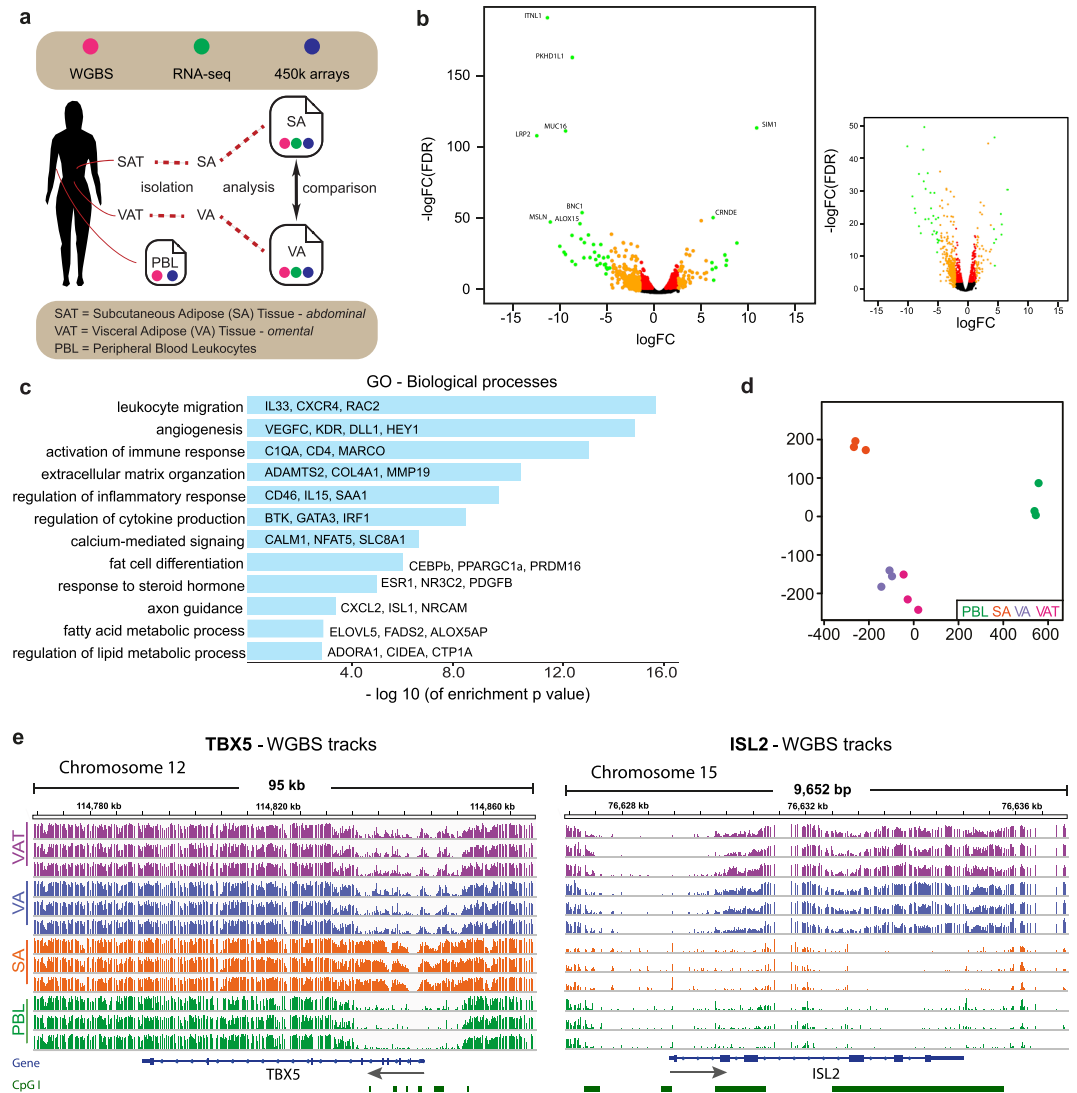 a
WGBS RNA-seq 450k arrays
SA
SAT SA
isolation analysis comparison
VAT VA
VA
PBL
SAT = Subcutaneous Adipose (SA) Tissue - abdominal
VAT = Visceral Adipose (VA) Tissue - omental
PBL = Peripheral Blood Leukocytes
b
ITNL1
PKHD1L1
MUC16
LRP2
SIM1
BNC1
MSLN
ALOX15
CRNDE
150
100
50
0
-logFC(FDR)
-15 -10 -5 0 5 10 15
logFC
50
40
30
20
10
0
-logFC(FDR)
-15 -10 -5 0 5 10 15
logFC
c
GO - Biological processes
leukocyte migration IL33, CXCR4, RAC2
angiogenesis VEGFC, KDR, DLL1, HEY1
activation of immune response C1QA, CD4, MARCO
extracellular matrix organzation ADAMTS2, COL4A1, MMP19
regulation of inflammatory response CD46, IL15, SAA1
regulation of cytokine production BTK, GATA3, IRF1
calcium-mediated signaing CALM1, NFAT5, SLC8A1
fat cell differentiation CEBPb, PPARGC1a, PRDM16
response to steroid hormone ESR1, NR3C2, PDGFB
axon guidance CXCL2, ISL1, NRCAM
fatty acid metabolic process ELOVL5, FADS2, ALOX5AP
regulation of lipid metabolic process ADORA1, CIDEA, CTP1A
4.0 8.0 12.0 16.0
- log 10 (of enrichment p value)
d
200
100
0
-100
-200
PBL SA VA VAT
-400 -200 0 200 400 600
e
TBX5 - WGBS tracks
Chromosome 12
95 kb
114,780 kb 114,820 kb 114,860 kb
VAT
VA
SA
PBL
Gene
TBX5
CpG I
ISL2 - WGBS tracks
Chromosome 15
9,652 bp
76,628 kb 76,632 kb 76,636 kb
ISL2